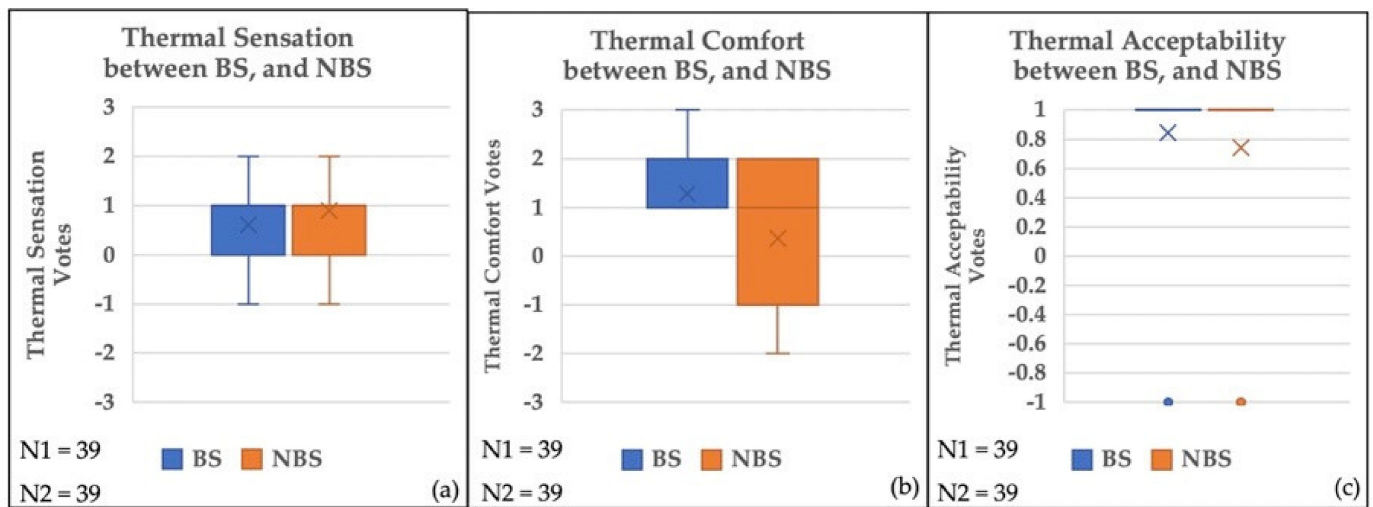 Thermal Sensation
between BS, and NBS
Thermal Sensation
Votes
3
2
1
0
-1
-2
-3
N1 = 39
N2 = 39
BS NBS
(a)
Thermal Comfort
between BS, and NBS
Thermal Comfort Votes
3
2
1
0
-1
-2
-3
N1 = 39
N2 = 39
BS NBS
(b)
Thermal Acceptability
between BS, and NBS
Thermal Acceptability
Votes
1
0.8
0.6
0.4
0.2
0
-0.2
-0.4
-0.6
-0.8
-1
N1 = 39
N2 = 39
BS NBS
(c)